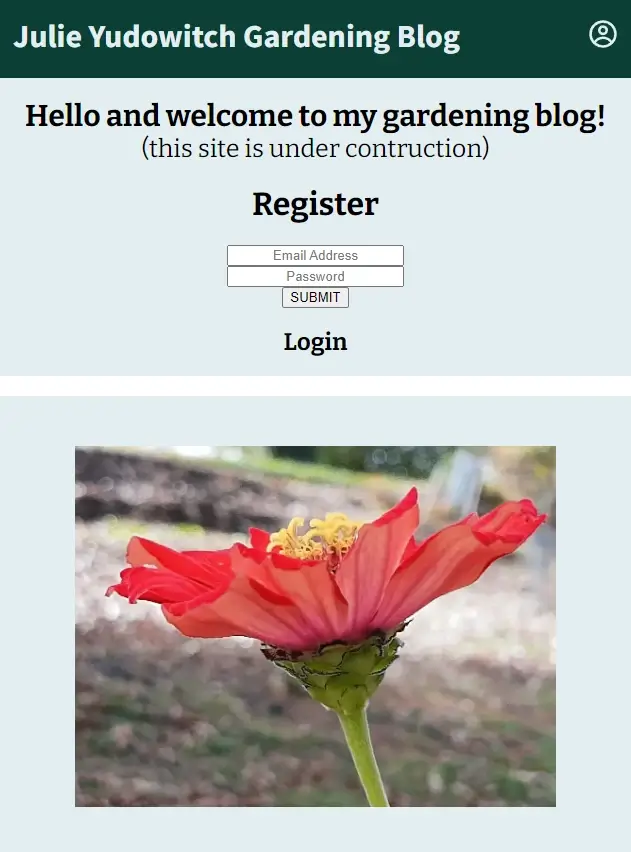 Julie Yudowitch Gardening Blog
Hello and welcome to my gardening blog!
(this site is under contruction)
Register
Email Address
Password
SUBMIT
Login